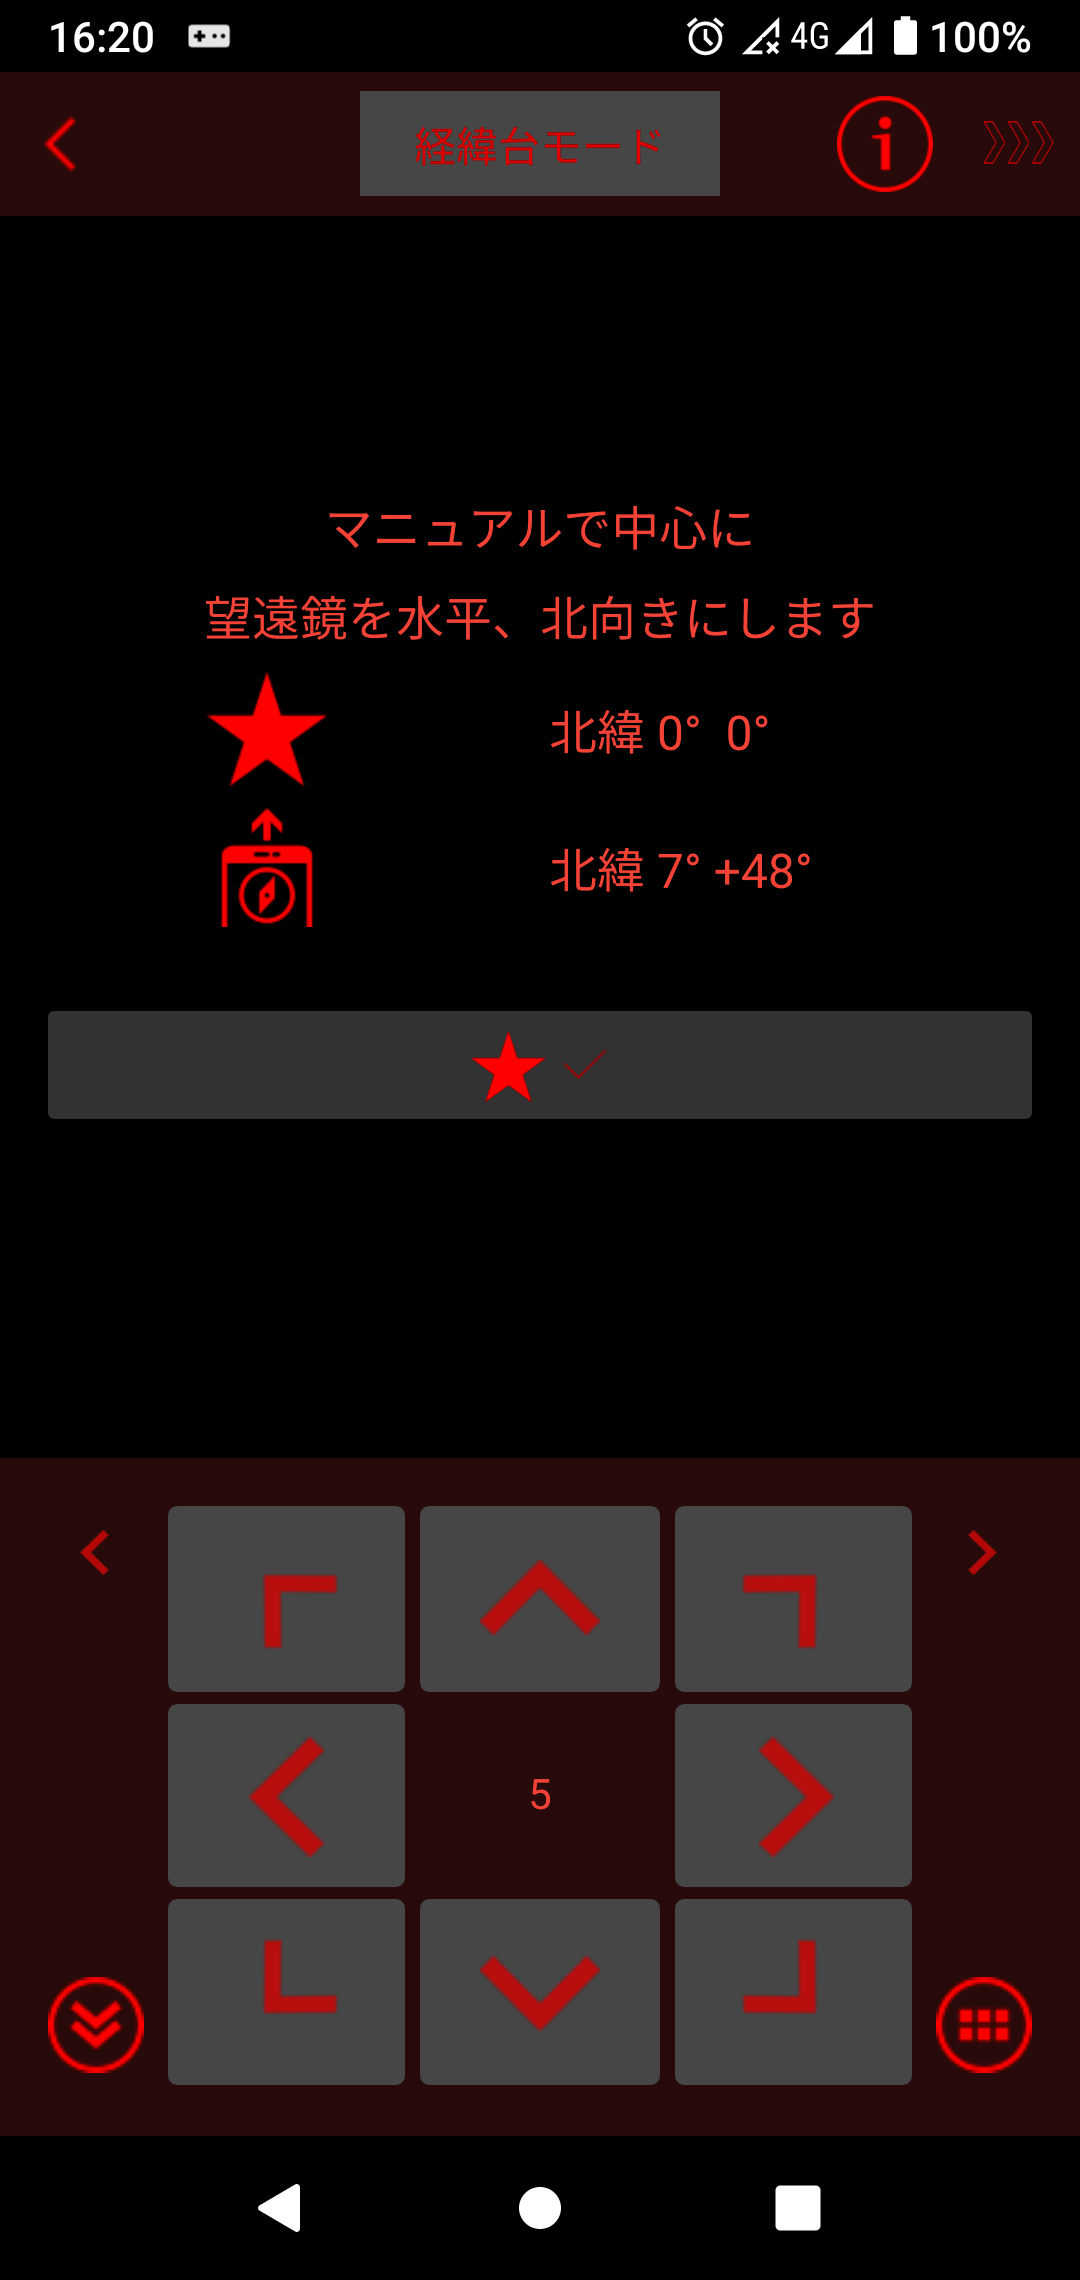 16:20
4G
100%
経緯台モード
マニュアルで中心に
望遠鏡を水平、北向きにします
北緯 0° 0°
北緯 7° +48°
5